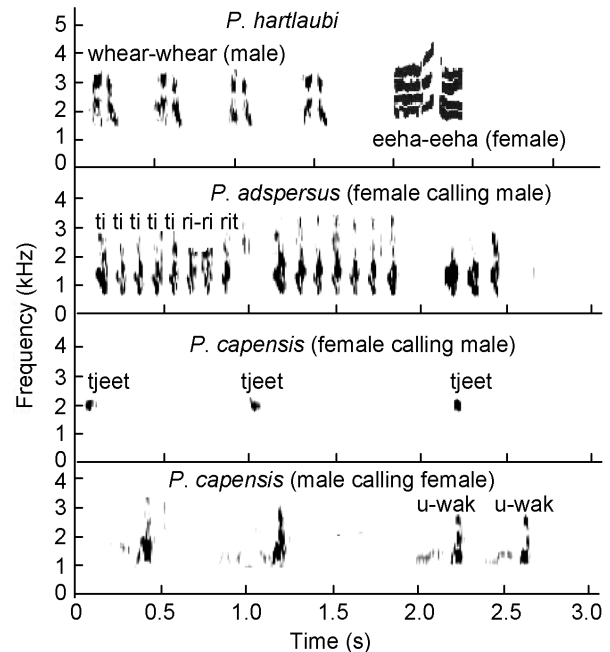 P. hartlaubi
5
whear-whear (male)
4
3
2
1
eeha-eeha (female)
0
P. adspersus (female calling male)
4
ti ti ti ti ti ri-ri rit
3
2
1
0
Frequency (kHz)
P. capensis (female calling male)
4
3
tjeet tjeet tjeet
2
1
0
P. capensis (male calling female)
4
3
u-wak u-wak
2
1
0
0.5 1.0 1.5 2.0 2.5 3.0
Time (s)